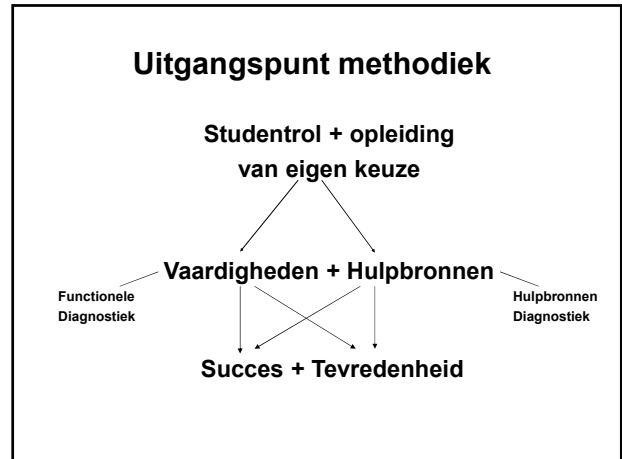 Uitgangspunt methodiek
Studentrol + opleiding
van eigen keuze
Vaardigheden + Hulpbronnen
Functionele
Diagnostiek
Hulpbronnen
Diagnostiek
Succes + Tevredenheid